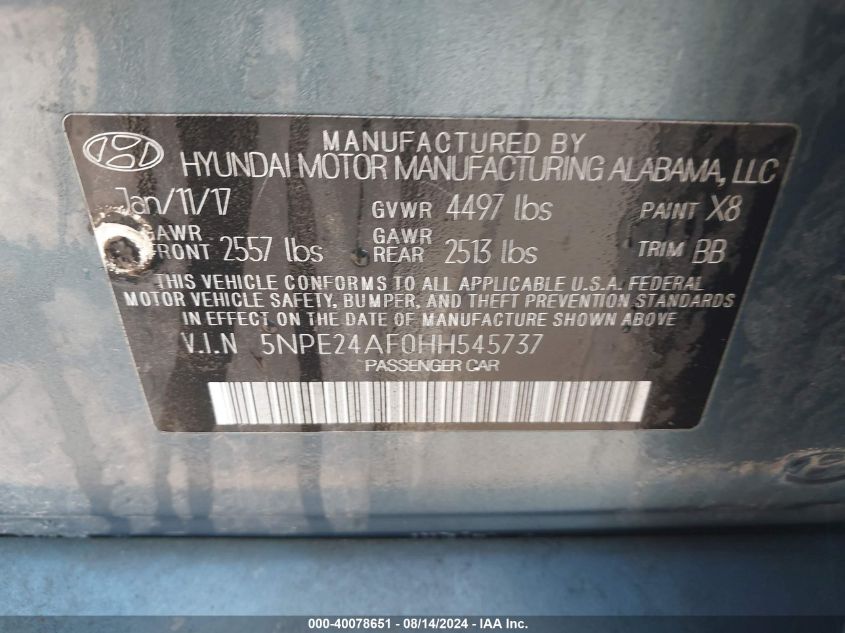 MANUFACTURED BY
HYUNDAI MOTOR MANUFACTURING ALABAMA, LLC
Jan/11/17 GVWR 4497 lbs PAINT X8
GAWR FRONT 2557 lbs GAWR REAR 2513 lbs TRIM BB
THIS VEHICLE CONFORMS TO ALL APPLICABLE U.S.A. FEDERAL
MOTOR VEHICLE SAFETY, BUMPER, AND THEFT PREVENTION STANDARDS
IN EFFECT ON THE DATE OF MANUFACTURE SHOWN ABOVE
V.I.N 5NPE24AF0HH545737
PASSENGER CAR
000-40078651 - 08/14/2024 - IAA Inc.